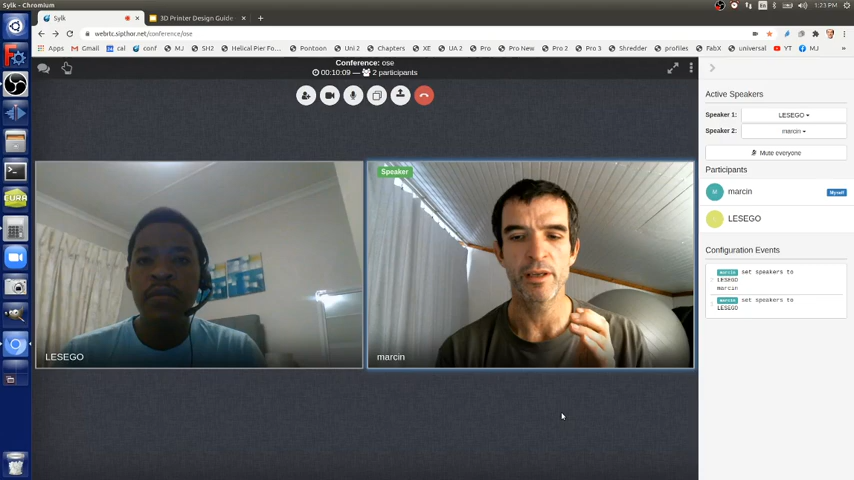 Sylk - Chromium
En
1:23 PM
Sylk
3D Printer Design Guide
webrtc.sipthor.net/conference/ose
Apps
Gmail
cal
conf
MJ
SH2
Helical Pier Fo...
Pontoon
Uni 2
Chapters
XE
UA 2
Pro
Pro New
Pro 2
Pro 3
Shredder
profiles
FabX
universal
YT
MJ
Conference: ose
00:10:09 — 2 participants
Speaker
LESEGO
marcin
Active Speakers
Speaker 1: LESEGO
Speaker 2: marcin
Mute everyone
Participants
M marcin Myself
L LESEGO
Configuration Events
marcin set speakers to
LESEGO
marcin
marcin set speakers to
LESEGO
CURA